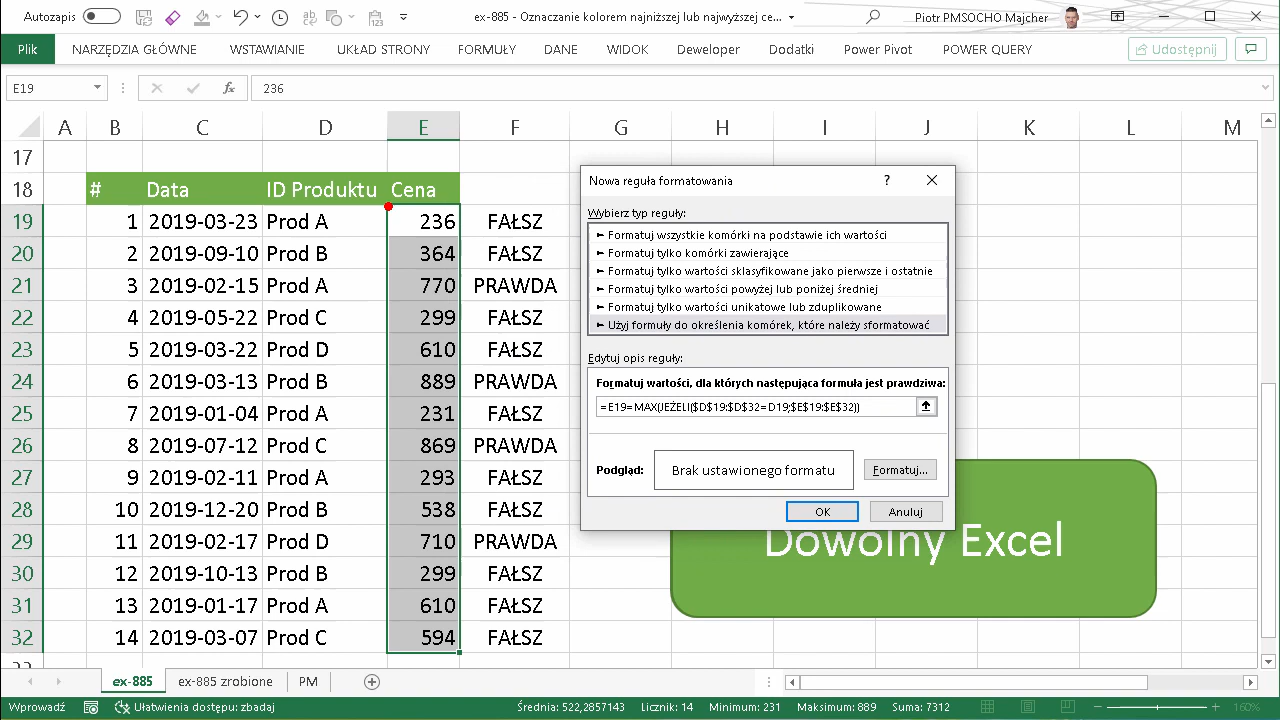 Autozapis
ex-885 - Oznaczanie kolorem najniższej lub najwyższej ce...
Piotr PMSOCHO Majcher
Plik NARZĘDZIA GŁÓWNE WSTAWIANIE UKŁAD STRONY FORMUŁY DANE WIDOK Deweloper Dodatki Power Pivot POWER QUERY Udostępnij
E19 fx 236
A B C D E F G H I J K L M
17
18 # Data ID Produktu Cena
19 1 2019-03-23 Prod A 236 FAŁSZ
20 2 2019-09-10 Prod B 364 FAŁSZ
21 3 2019-02-15 Prod A 770 PRAWDA
22 4 2019-05-22 Prod C 299 FAŁSZ
23 5 2019-03-22 Prod D 610 FAŁSZ
24 6 2019-03-13 Prod B 889 PRAWDA
25 7 2019-01-04 Prod A 231 FAŁSZ
26 8 2019-07-12 Prod C 869 PRAWDA
27 9 2019-02-11 Prod A 293 FAŁSZ
28 10 2019-12-20 Prod B 538 FAŁSZ
29 11 2019-02-17 Prod D 710 PRAWDA
30 12 2019-10-13 Prod B 299 FAŁSZ
31 13 2019-01-17 Prod A 610 FAŁSZ
32 14 2019-03-07 Prod C 594 FAŁSZ
Nowa reguła formatowania ?
Wybierz typ reguły:
► Formatuj wszystkie komórki na podstawie ich wartości
► Formatuj tylko komórki zawierające
► Formatuj tylko wartości sklasyfikowane jako pierwsze i ostatnie
► Formatuj tylko wartości powyżej lub poniżej średniej
► Formatuj tylko wartości unikatowe lub zduplikowane
► Użyj formuły do określenia komórek, które należy sformatować
Edytuj opis reguły:
Formatuj wartości, dla których następująca formuła jest prawdziwa:
=E19=MAX(JEŻELI($D$19:$D$32=D19;$E$19:$E$32))
Podgląd: Brak ustawionego formatu Formatuj...
OK Anuluj
Dowolny Excel
ex-885 ex-885 zrobione PM
Wprowadź Ułatwienia dostępu: zbadaj Średnia: 522,2857143 Licznik: 14 Minimum: 231 Maksimum: 889 Suma: 7312 160%